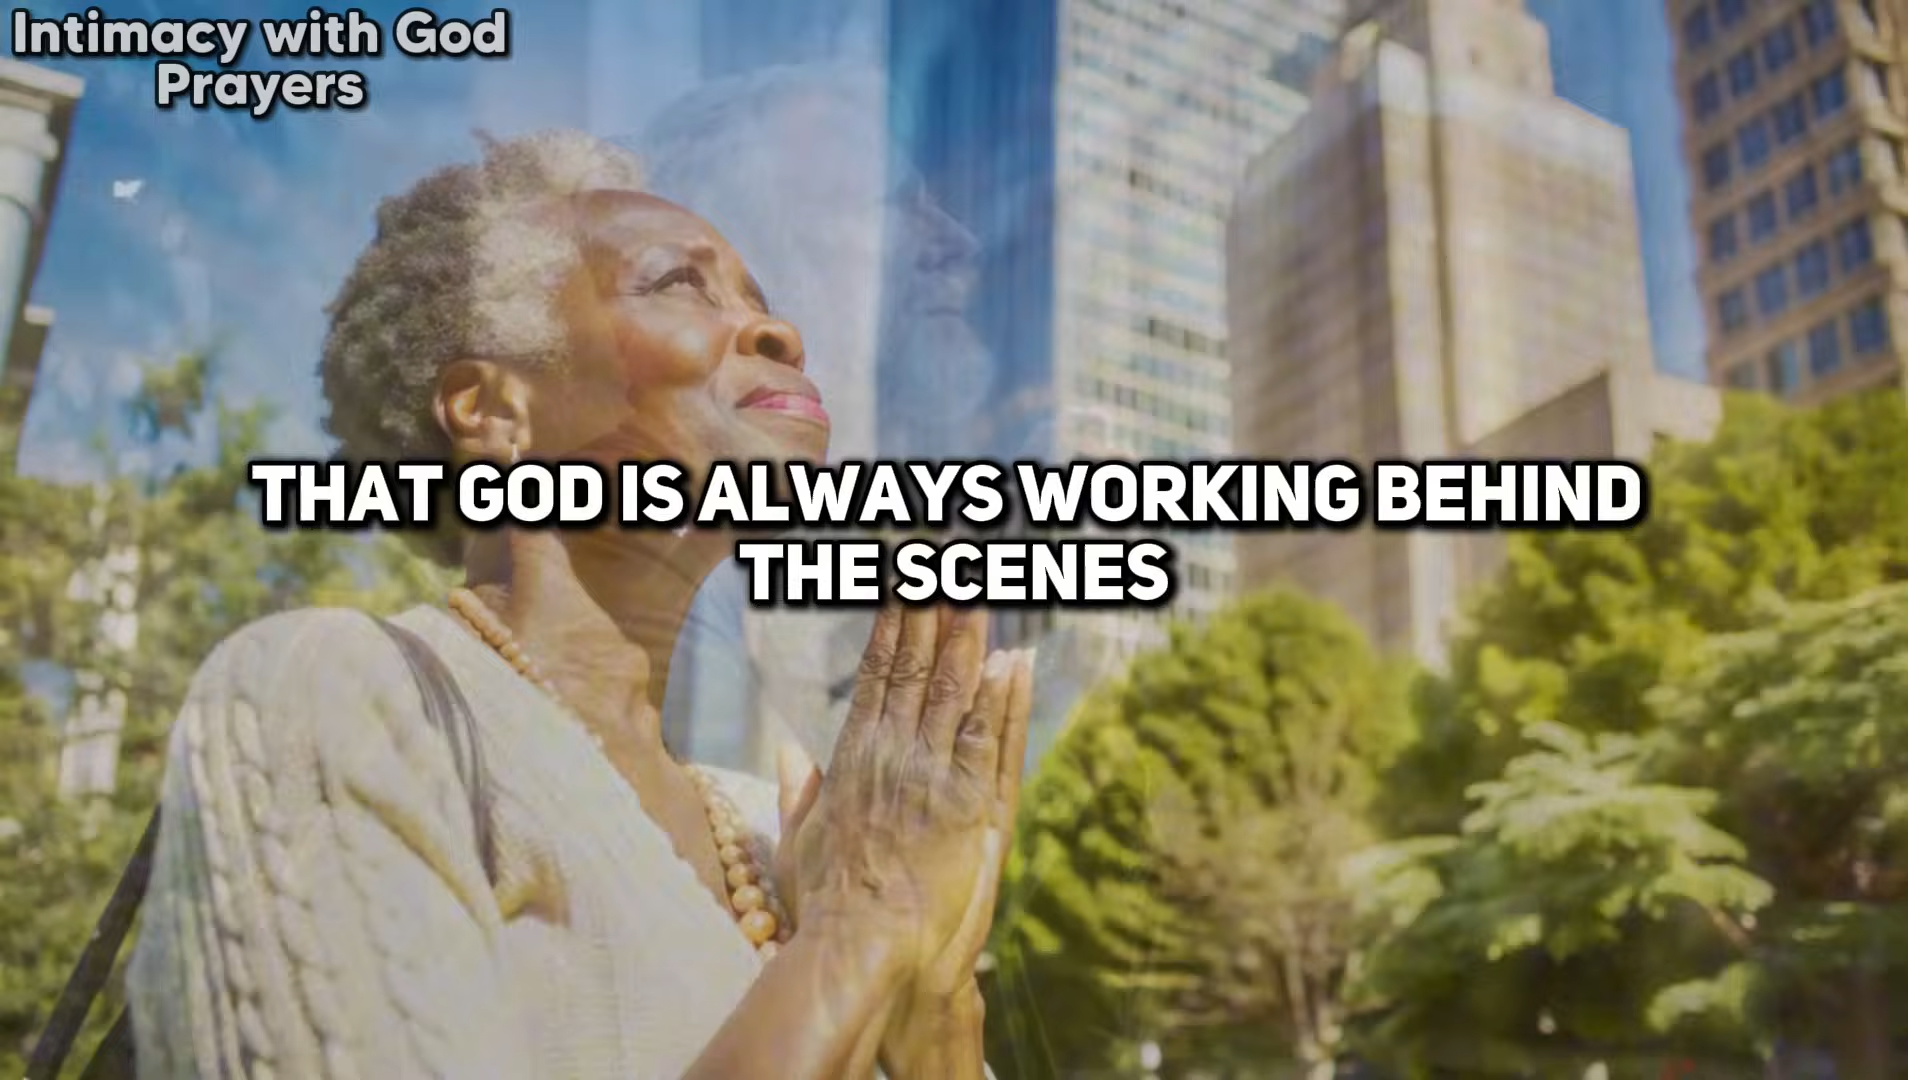 Intimacy with God
Prayers
THAT GOD IS ALWAYS WORKING BEHIND
THE SCENES